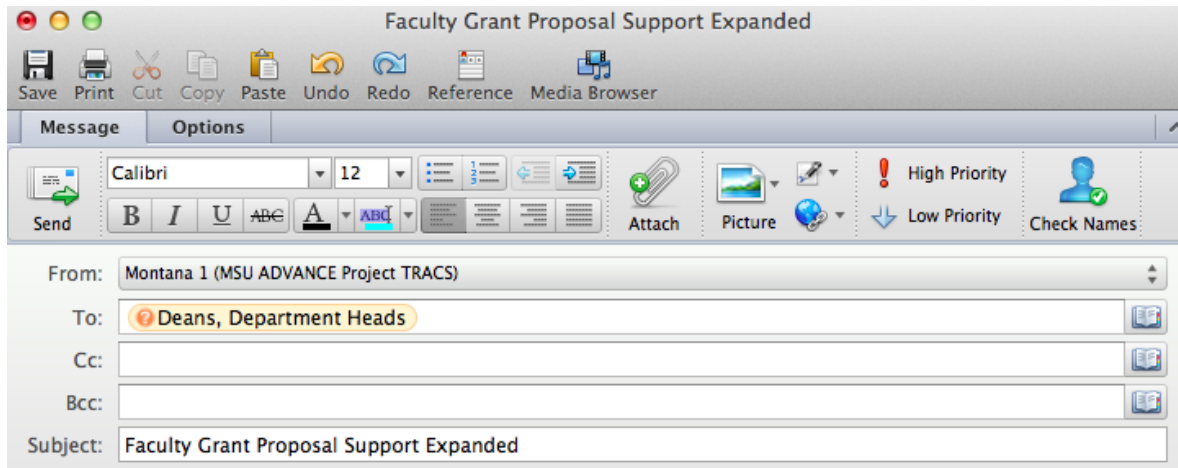 Faculty Grant Proposal Support Expanded
Save Print Cut Copy Paste Undo Redo Reference Media Browser
Message Options
Calibri 12
High Priority
B I U ABC A ABC
Low Priority
Send Attach Picture Check Names
From: Montana 1 (MSU ADVANCE Project TRACS)
To: Deans, Department Heads
Cc:
Bcc:
Subject: Faculty Grant Proposal Support Expanded